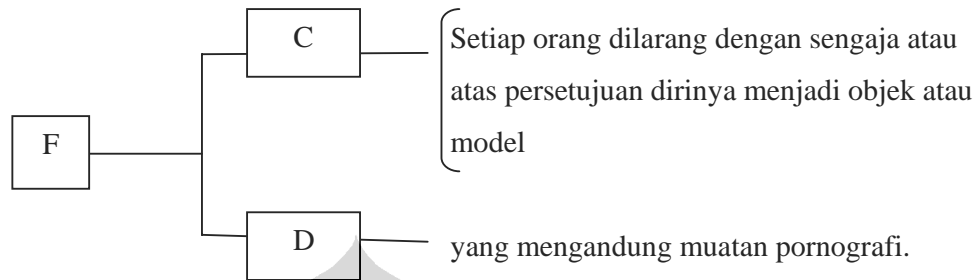 C
Setiap orang dilarang dengan sengaja atau
atas persetujuan dirinya menjadi objek atau
model
F
D
yang mengandung muatan pornografi.